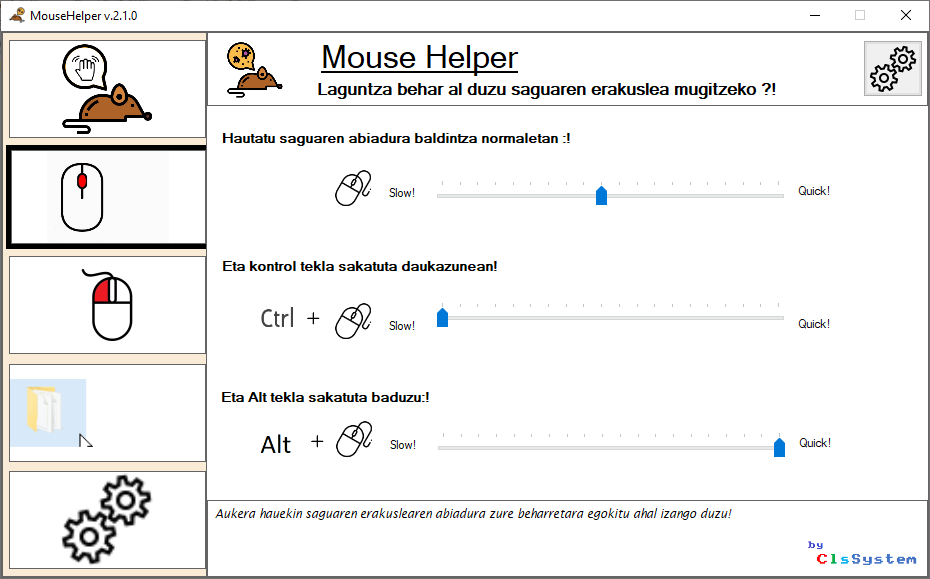 MouseHelper v.2.1.0
Mouse Helper
Laguntza behar al duzu saguaren erakuslea mugitzeko ?!
Hautatu saguaren abiadura baldintza normaletan :!
Slow!
Quick!
Eta kontrol tekla sakatuta daukazunean!
Ctrl +
Slow!
Quick!
Eta Alt tekla sakatuta baduzu:!
Alt +
Slow!
Quick!
Aukera hauekin saguaren erakuslearen abiadura zure beharretara egokitu ahal izango duzu!
by
ClsSystem